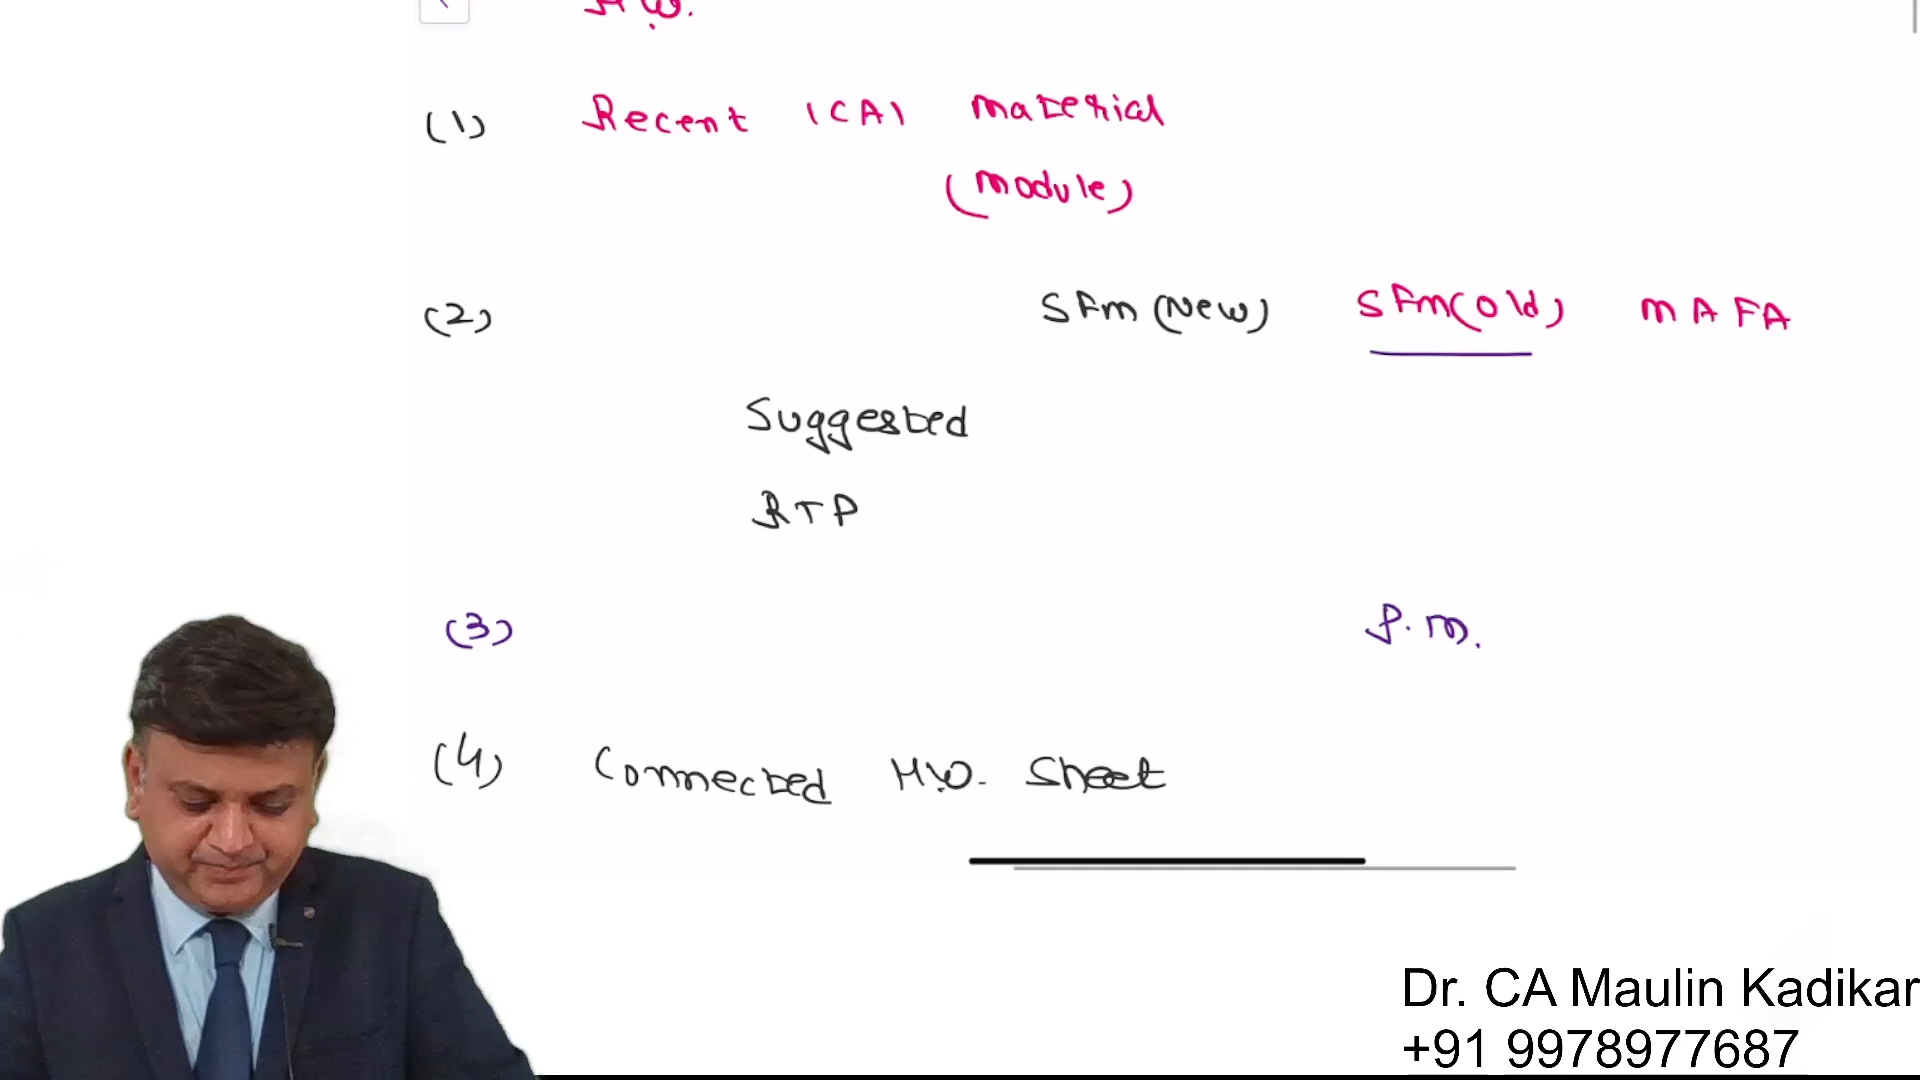 H.W.
(1) Recent ICAI material
(module)
(2) SFM (New) SFM (Old) MAFA
Suggested
RTP
(3) P.M.
(4) Connected H.W. Sheet
Dr. CA Maulin Kadikar
+91 9978977687